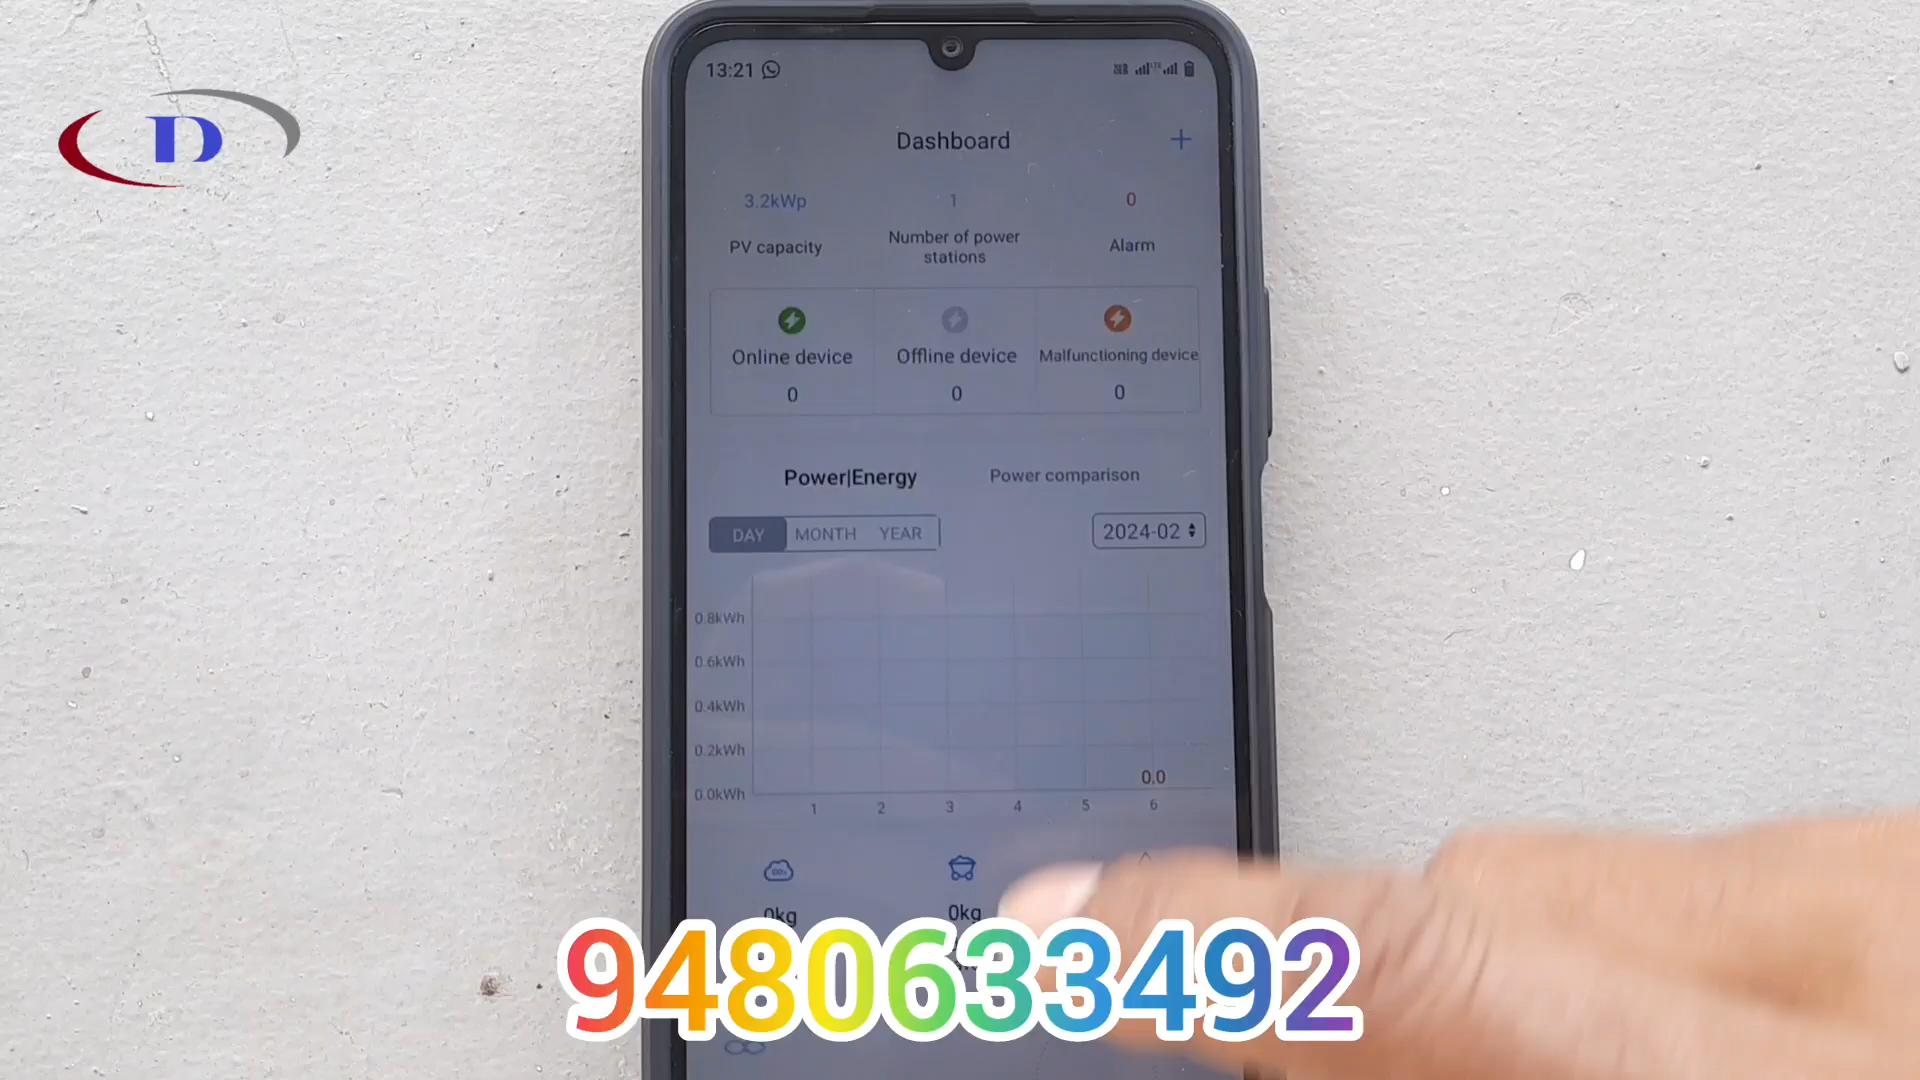 D
13:21
Dashboard
+
3.2kWp 1 0
PV capacity Number of power stations Alarm
Online device Offline device Malfunctioning device
0 0 0
Power|Energy Power comparison
DAY MONTH YEAR 2024-02
0.8kWh
0.6kWh
0.4kWh
0.2kWh
0.0
0.0kWh
1 2 3 4 5 6
0kg 0kg
9480633492